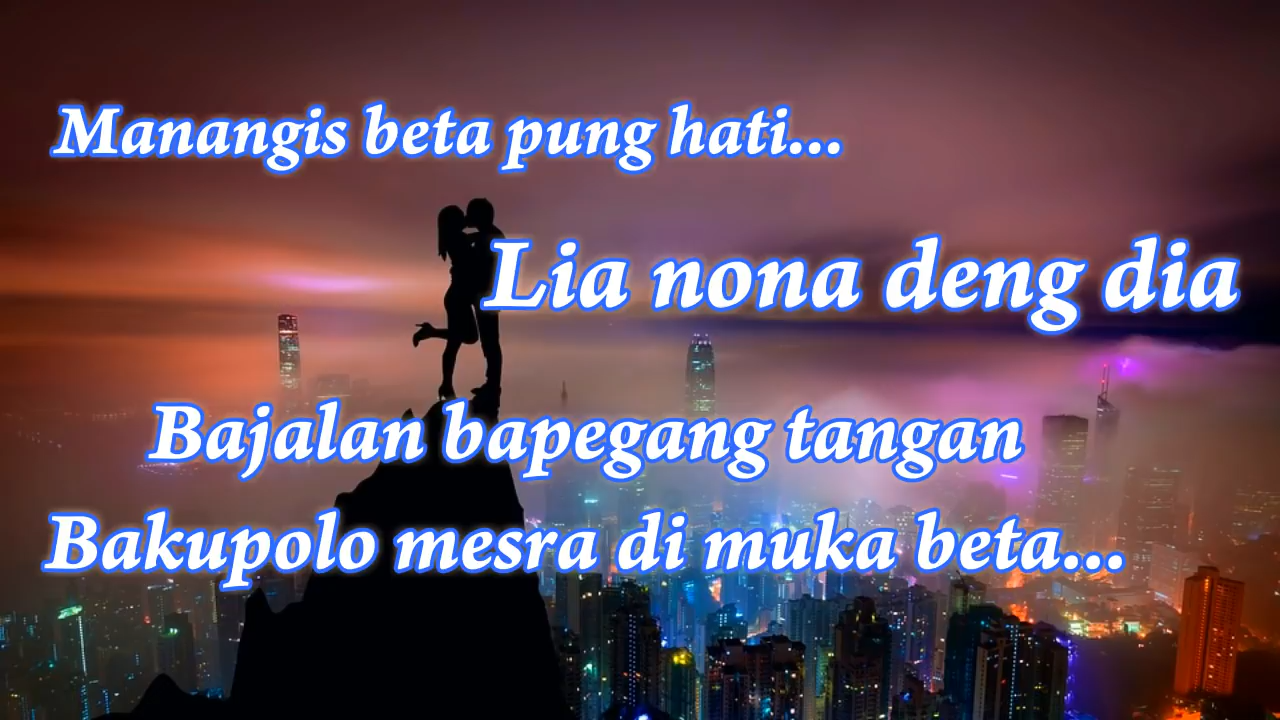 Manangis beta pung hati...
Lia nona deng dia
Bajalan bapegang tangan
Bakupolo mesra di muka beta...